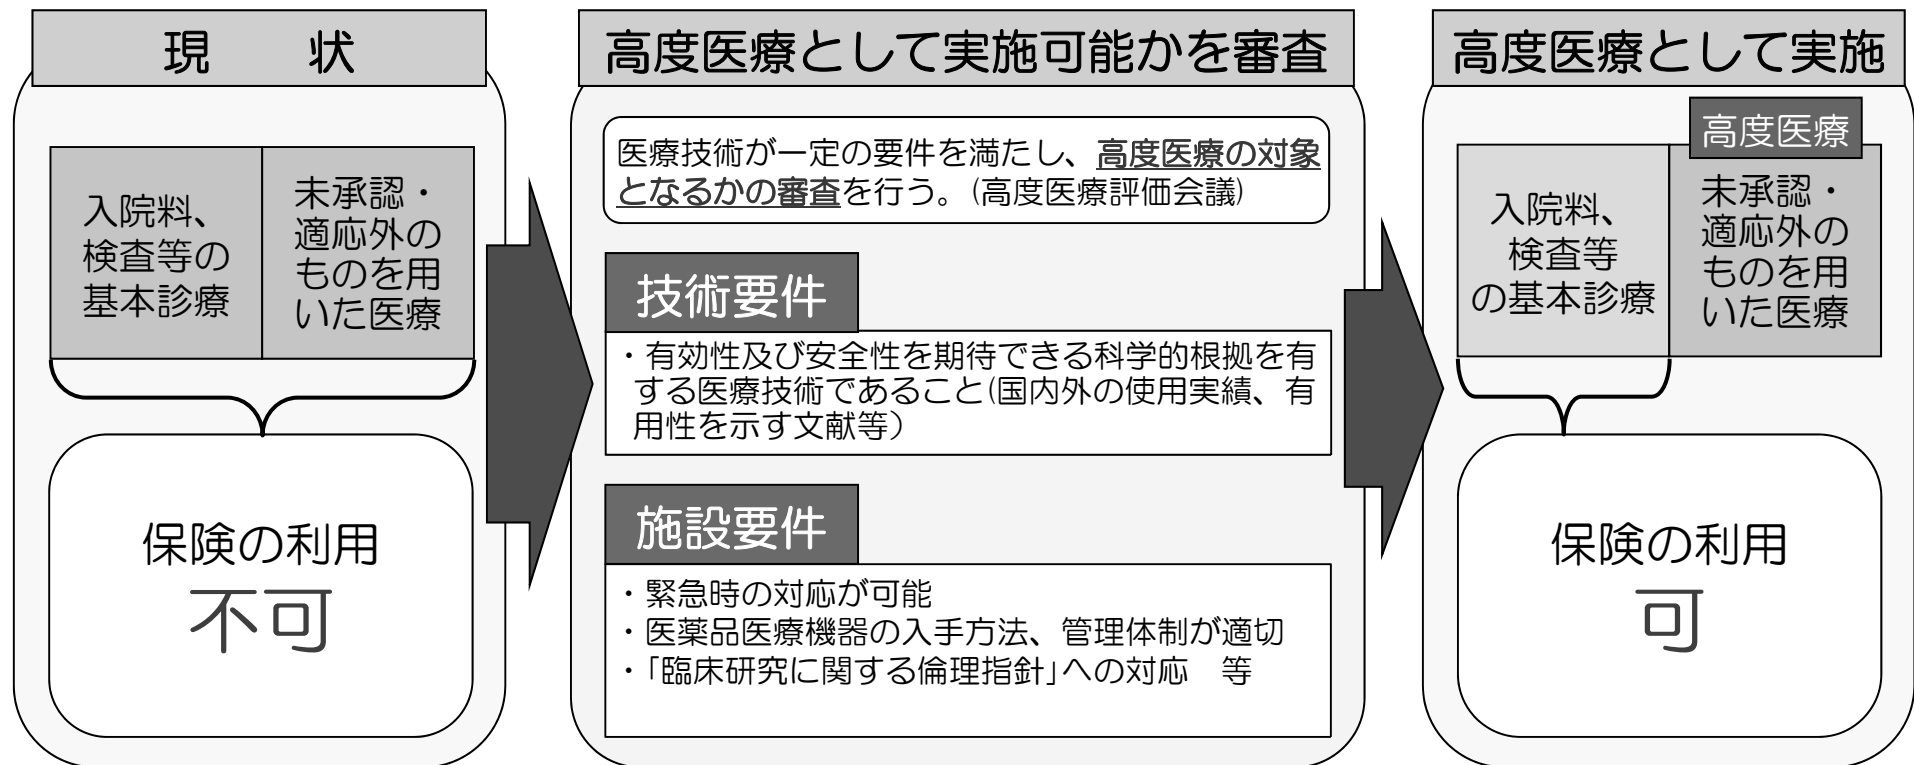 現　状
入院料、
検査等の
基本診療
未承認・
適応外の
ものを用
いた医療
保険の利用
不可
高度医療として実施可能かを審査
医療技術が一定の要件を満たし、高度医療の対象
となるかの審査を行う。(高度医療評価会議)
技術要件
・有効性及び安全性を期待できる科学的根拠を有
する医療技術であること(国内外の使用実績、有
用性を示す文献等）
施設要件
・緊急時の対応が可能
・医薬品医療機器の入手方法、管理体制が適切
・「臨床研究に関する倫理指針」への対応　等
高度医療として実施
入院料、
検査等
の基本診療
高度医療
未承認・
適応外の
ものを用
いた医療
保険の利用
可